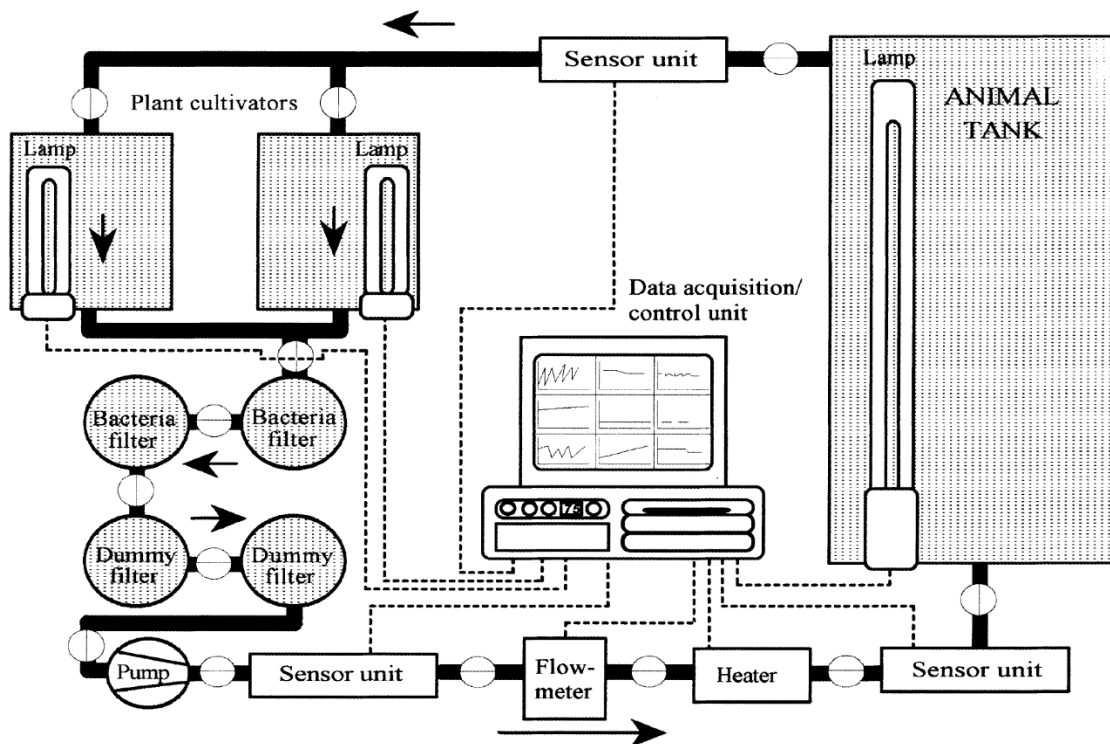 Sensor unit
Lamp
ANIMAL
TANK
Plant cultivators
Lamp
Lamp
Data acquisition/
control unit
Bacteria
filter
Bacteria
filter
75
Dummy
filter
Dummy
filter
Pump
Sensor unit
Flow-
meter
Heater
Sensor unit